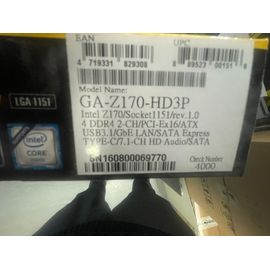 EAN
UPC
4 719331 829308
8 89523 00151 6
Model Name:
GA-Z170-HD3P
Intel Z170/Socket1151/rev.1.0
4 DDR4 2-CH/PCI-Ex16/ATX
USB3.1/GbE LAN/SATA Express
TYPE-C/7.1-CH HD Audio/SATA
SN160800069770
Check Number
4000
LGA 1151
intel
CORE